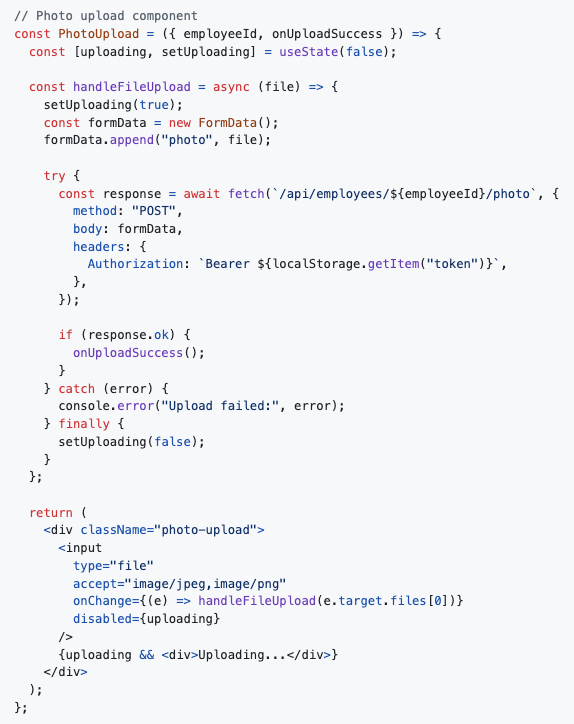 // Photo upload component
const PhotoUpload = ({ employeeId, onUploadSuccess }) => {
  const [uploading, setUploading] = useState(false);

  const handleFileUpload = async (file) => {
    setUploading(true);
    const formData = new FormData();
    formData.append("photo", file);

    try {
      const response = await fetch(`/api/employees/${employeeId}/photo`, {
        method: "POST",
        body: formData,
        headers: {
          Authorization: `Bearer ${localStorage.getItem("token")}`,
        },
      });

      if (response.ok) {
        onUploadSuccess();
      }
    } catch (error) {
      console.error("Upload failed:", error);
    } finally {
      setUploading(false);
    }
  };

  return (
    <div className="photo-upload">
      <input
        type="file"
        accept="image/jpeg,image/png"
        onChange={(e) => handleFileUpload(e.target.files[0])}
        disabled={uploading}
      />
      {uploading && <div>Uploading...</div>}
    </div>
  );
};